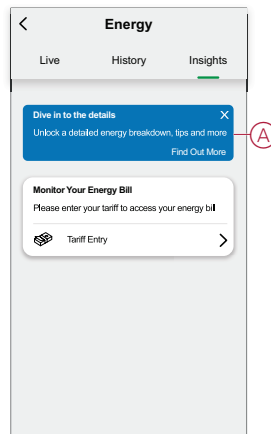 Energy
Live History Insights
Dive in to the details X
Unlock a detailed energy breakdown, tips and more
A
Find Out More
Monitor Your Energy Bill
Please enter your tariff to access your energy bill
Tariff Entry